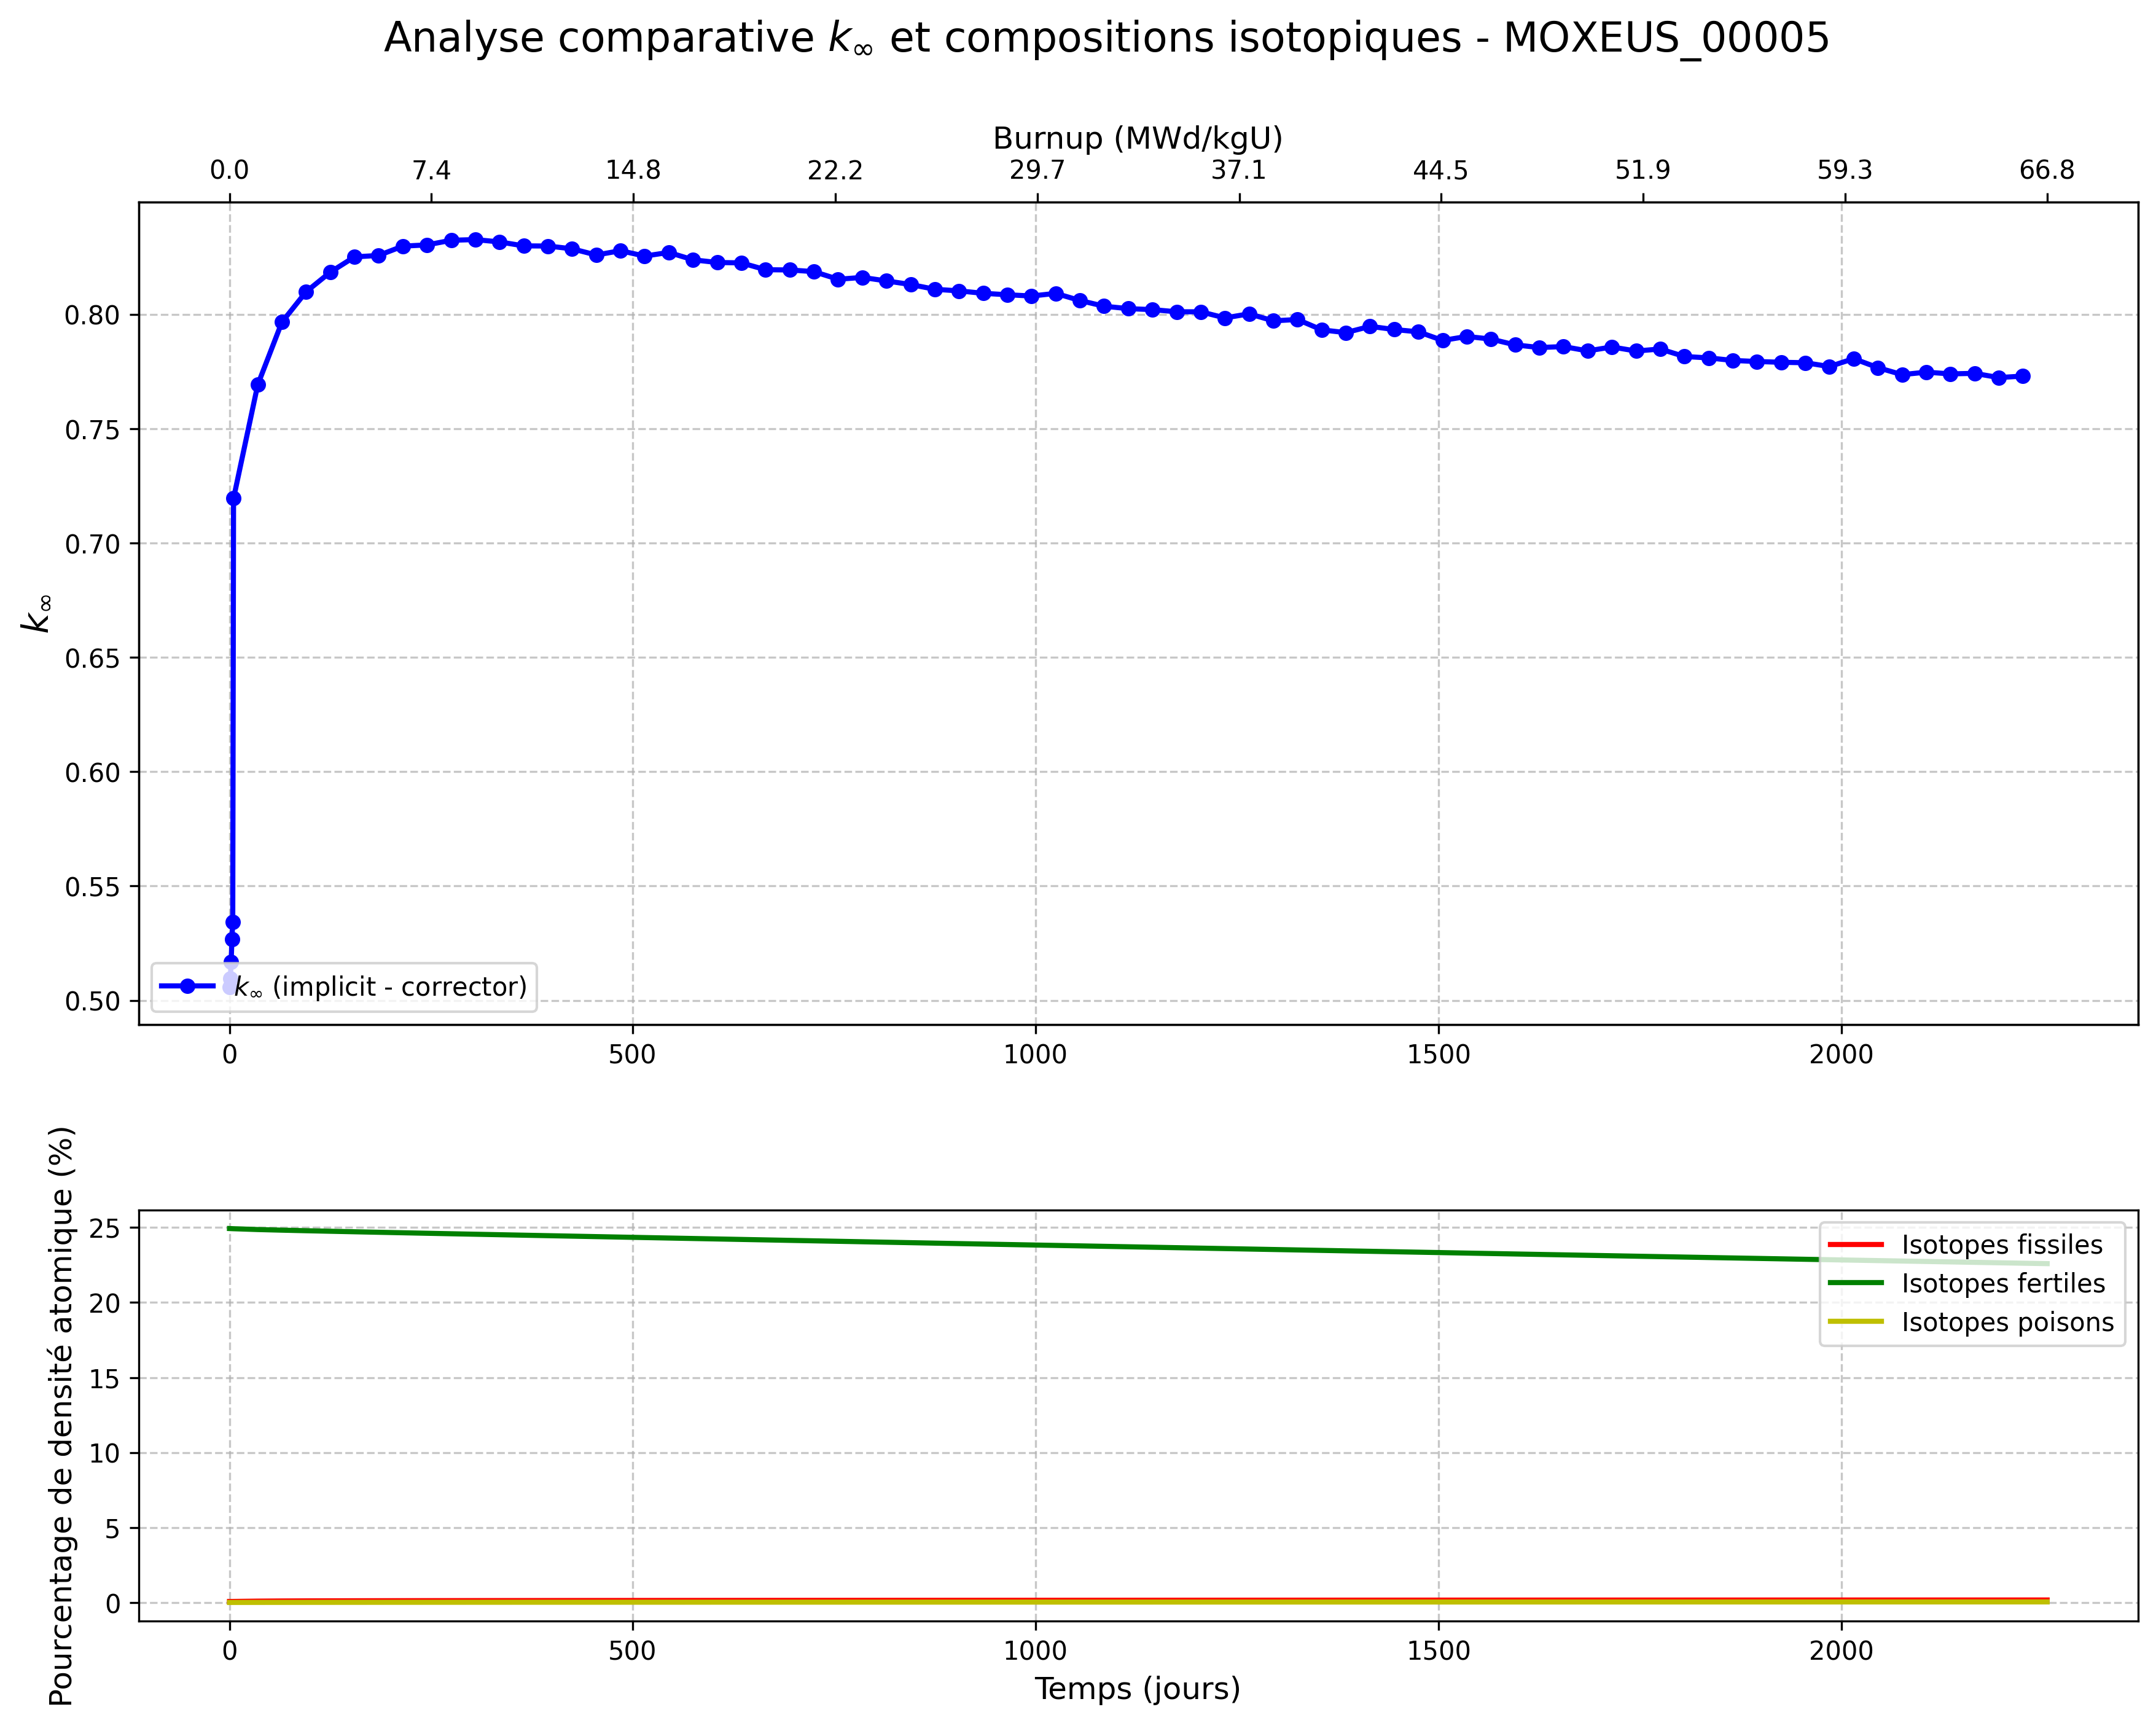 Analyse comparative k∞ et compositions isotopiques - MOXEUS_00005
Burnup (MWd/kgU)
0.0 7.4 14.8 22.2 29.7 37.1 44.5 51.9 59.3 66.8
k∞
0.80
0.75
0.70
0.65
0.60
0.55
0.50
k∞ (implicit - corrector)
0 500 1000 1500 2000
Pourcentage de densité atomique (%)
25
20
15
10
5
0
Isotopes fissiles
Isotopes fertiles
Isotopes poisons
0 500 1000 1500 2000
Temps (jours)